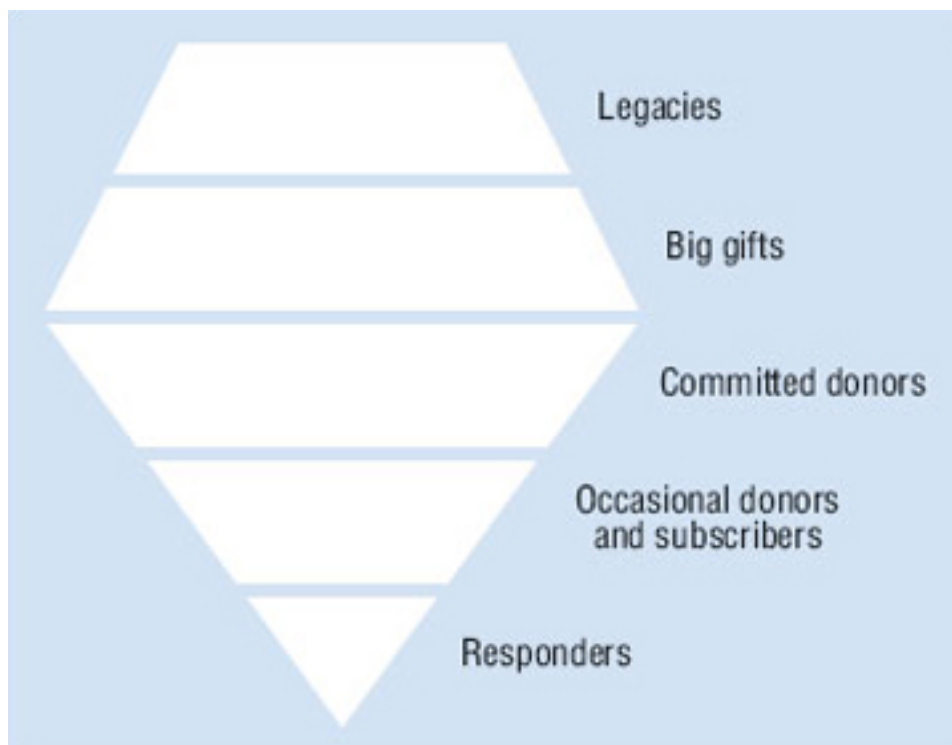 Legacies
Big gifts
Committed donors
Occasional donors
and subscribers
Responders